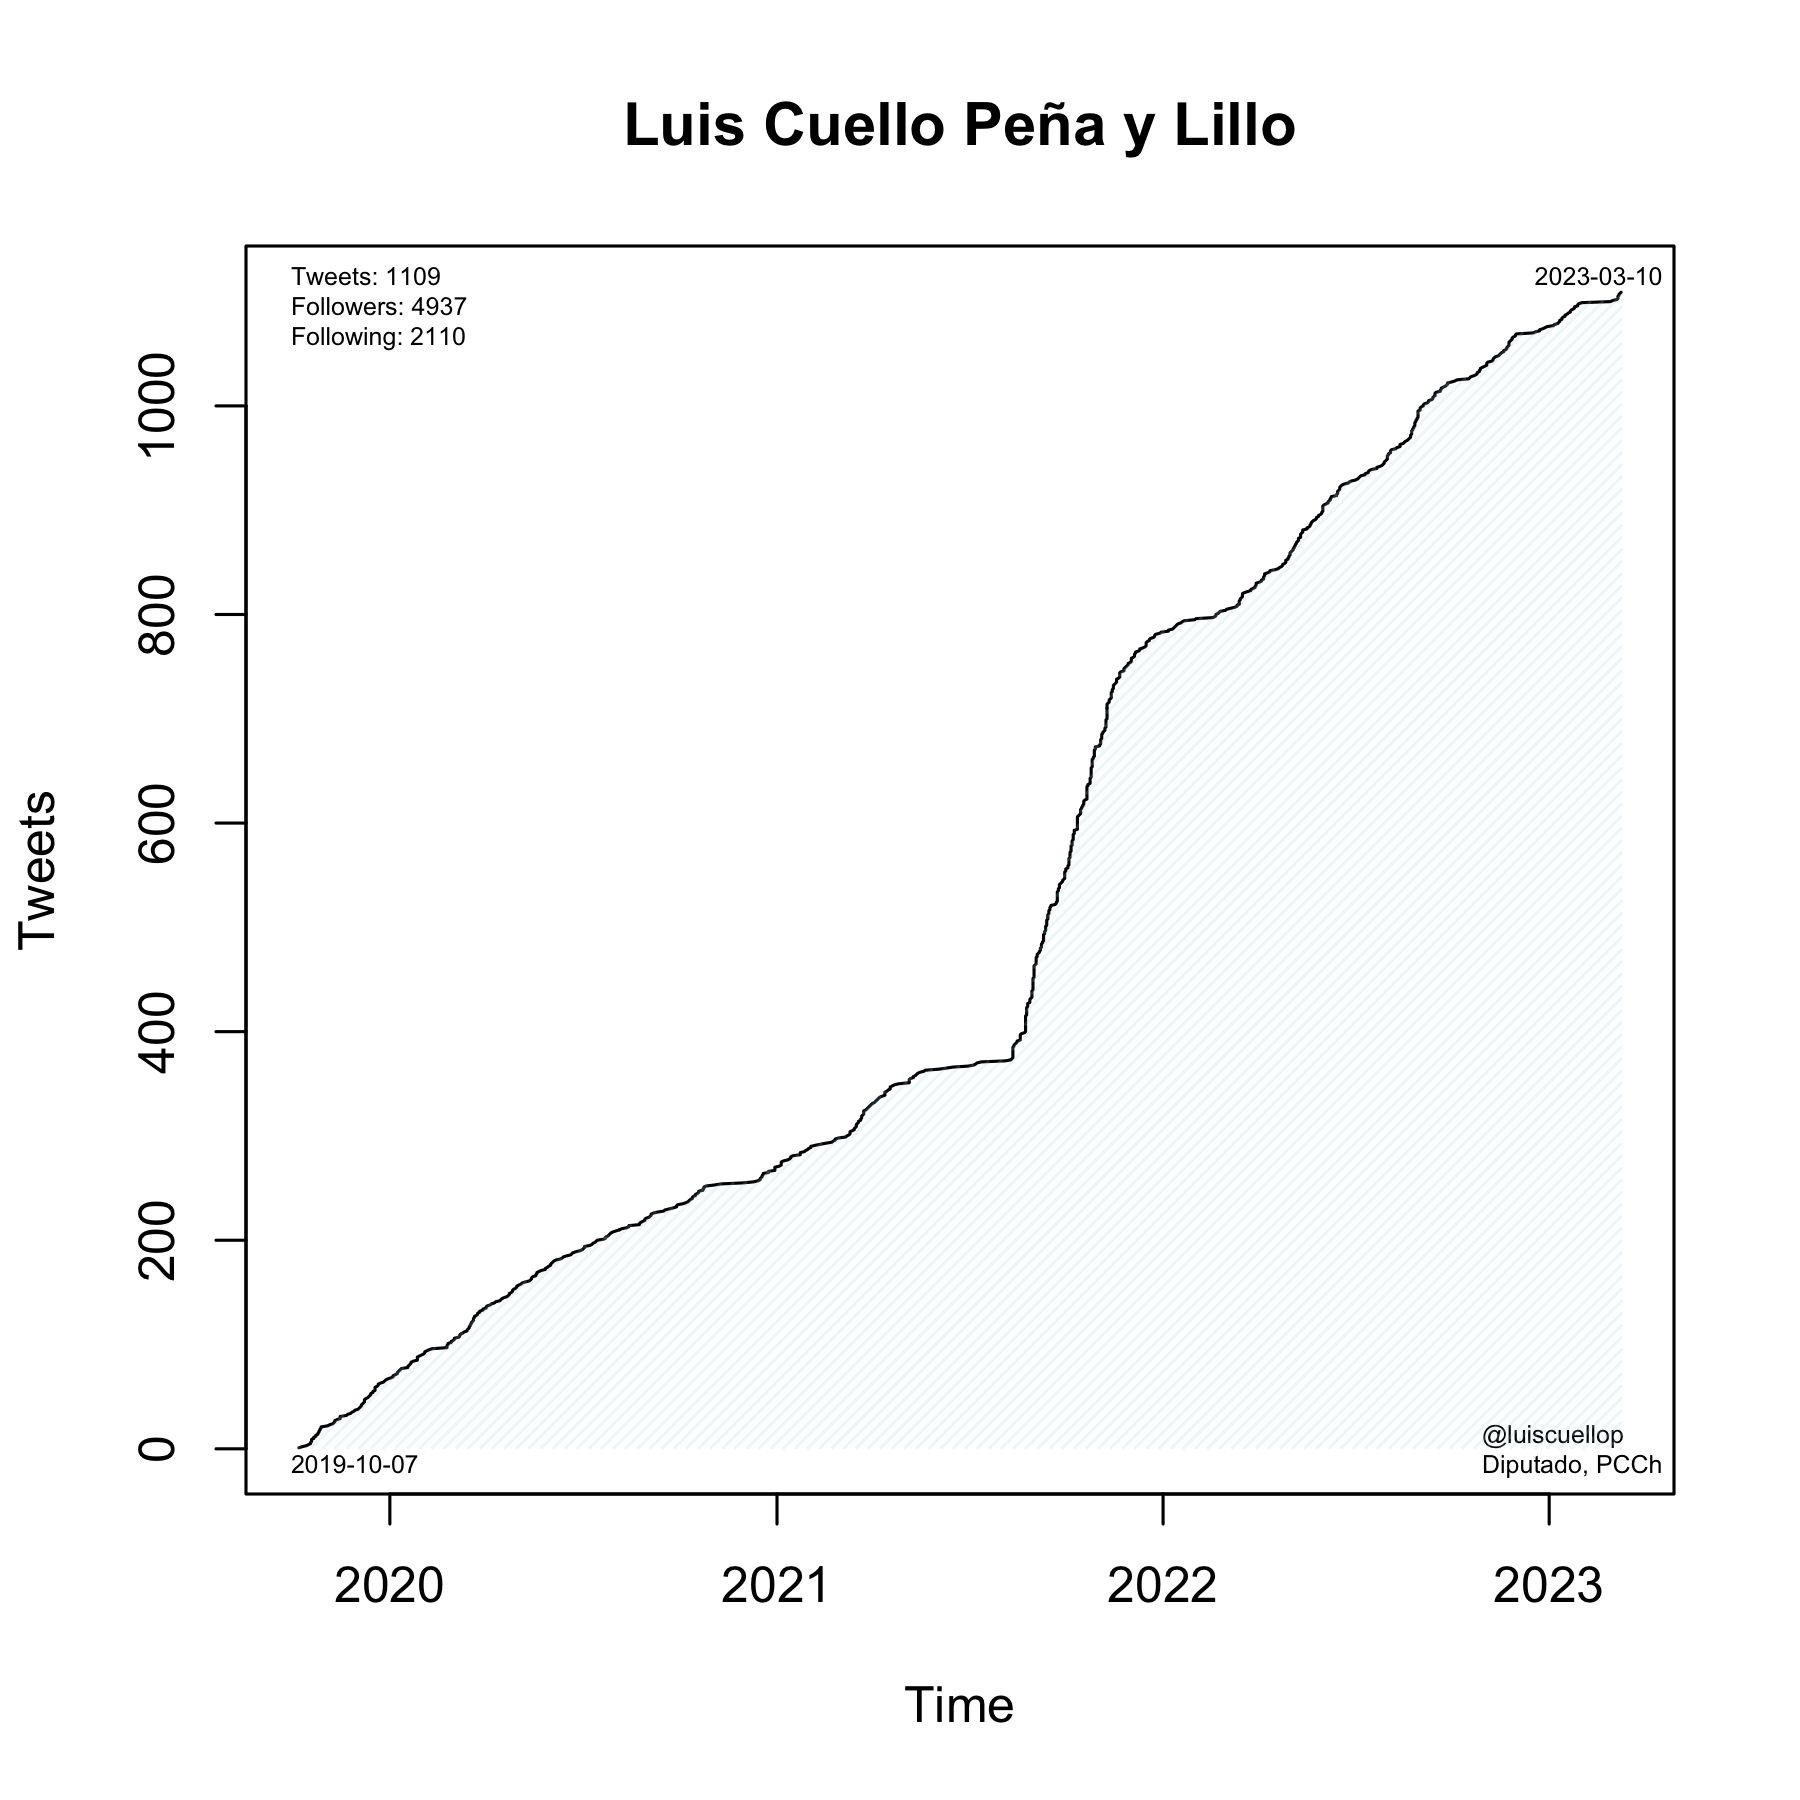 Luis Cuello Peña y Lillo
Tweets: 1109
Followers: 4937
Following: 2110
2023-03-10
Tweets
1000
800
600
400
200
0
2019-10-07
@luiscuellop
Diputado, PCCh
2020
2021
2022
2023
Time